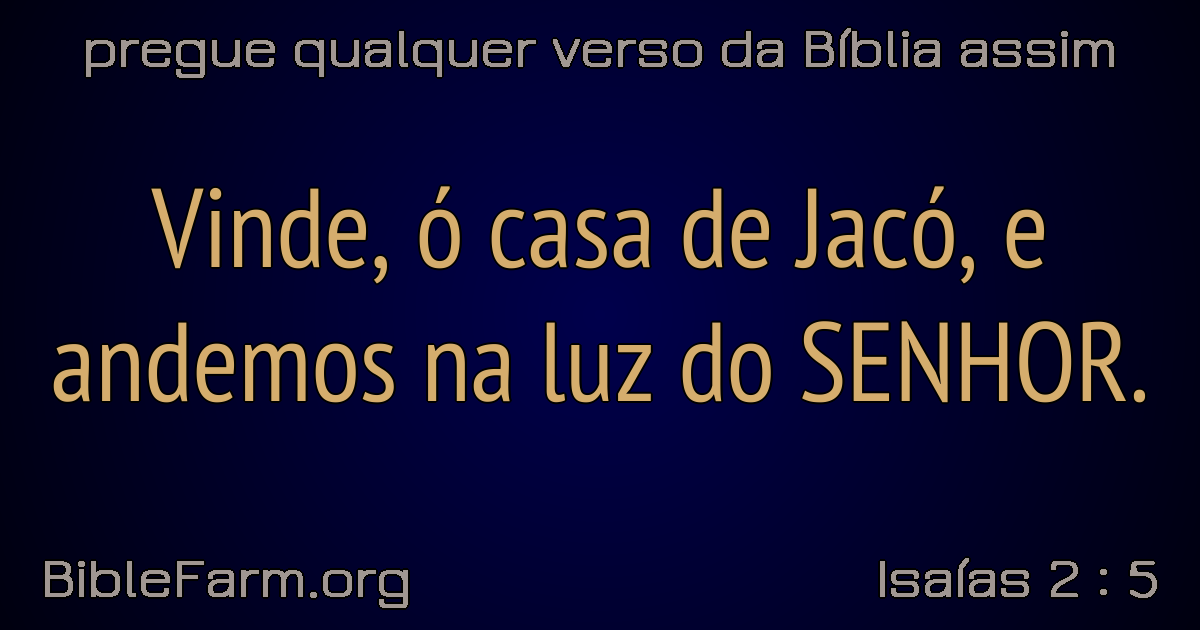 pregue qualquer verso da Bíblia assim
Vinde, ó casa de Jacó, e
andemos na luz do SENHOR.
BibleFarm.org
Isaías 2 : 5